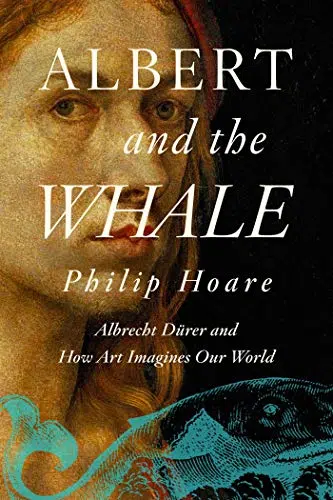 ALBERT
and the
WHALE
Philip Hoare
Albrecht Dürer and
How Art Imagines Our World